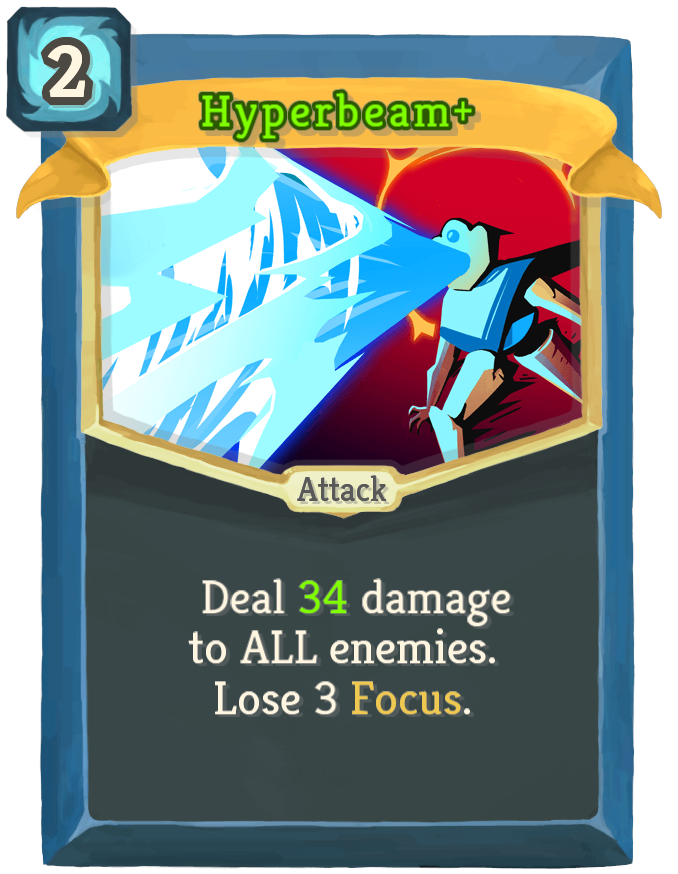 2
Hyperbeam+
Attack
Deal 34 damage
to ALL enemies.
Lose 3 Focus.